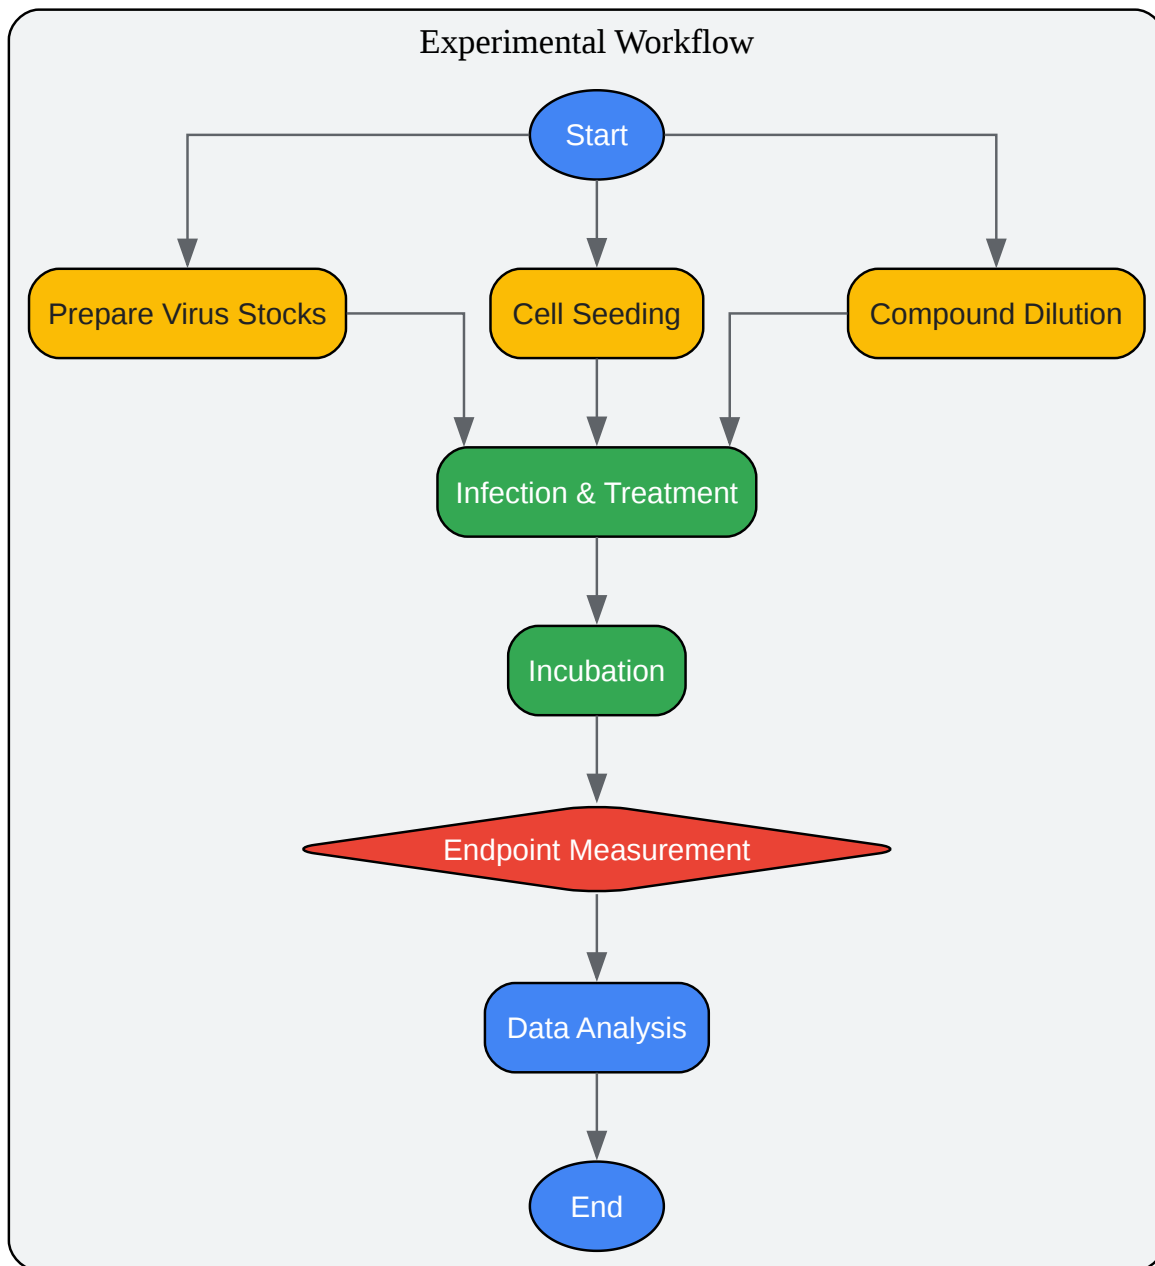 Experimental Workflow
Start
Prepare Virus Stocks
Cell Seeding
Compound Dilution
Infection & Treatment
Incubation
Endpoint Measurement
Data Analysis
End